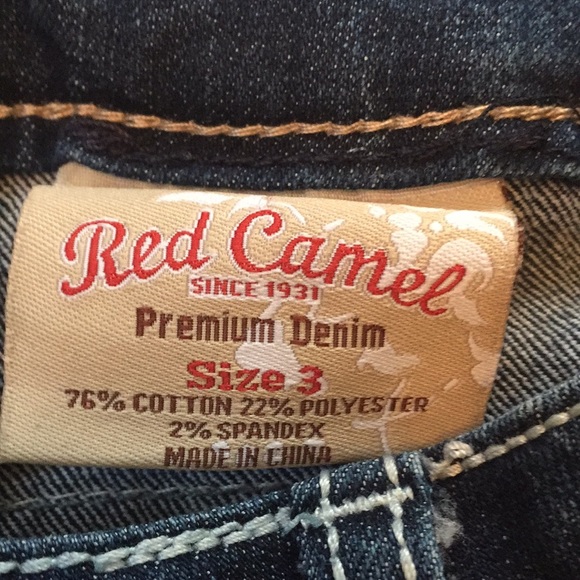 Red Camel
SINCE 1931
Premium Denim
Size 3
76% COTTON 22% POLYESTER
2% SPANDEX
MADE IN CHINA